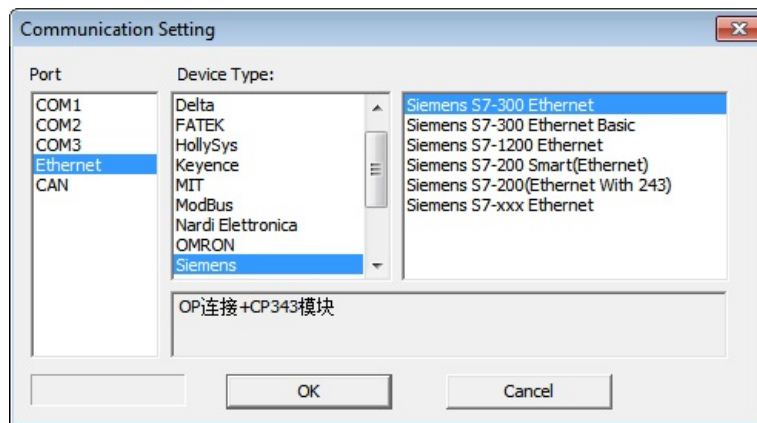 Communication Setting
Port
Device Type:
COM1
COM2
COM3
Ethernet
CAN
Delta
FATEK
HollySys
Keyence
MIT
ModBus
Nardi Elettronica
OMRON
Siemens
Siemens S7-300 Ethernet
Siemens S7-300 Ethernet Basic
Siemens S7-1200 Ethernet
Siemens S7-200 Smart(Ethernet)
Siemens S7-200(Ethernet With 243)
Siemens S7-xxx Ethernet
OP连接+CP343模块
OK
Cancel